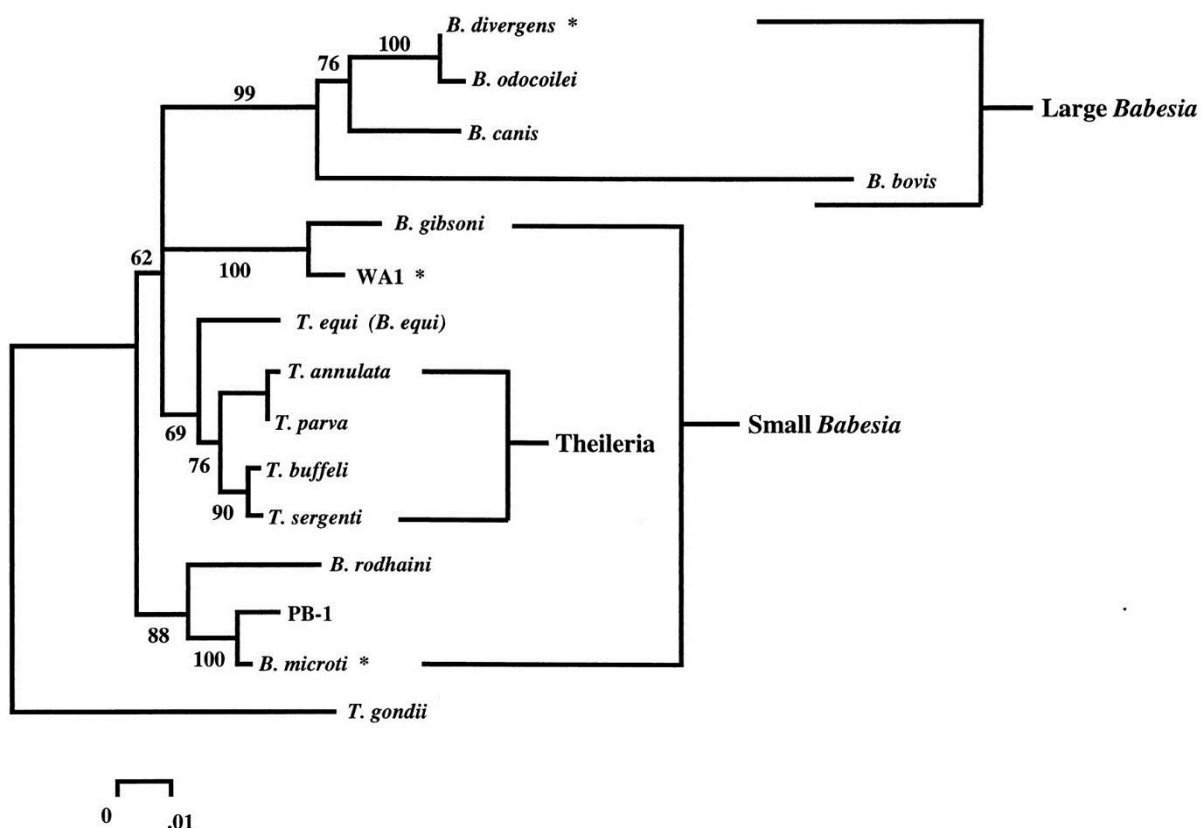 B. divergens *
100
76
B. odocoilei
99
Large Babesia
B. canis
B. bovis
B. gibsoni
62
100
WA1 *
T. equi (B. equi)
T. annulata
T. parva
69
Small Babesia
Theileria
76
T. buffeli
90
T. sergenti
B. rodhaini
PB-1
88
100
B. microti *
T. gondii
0
.01